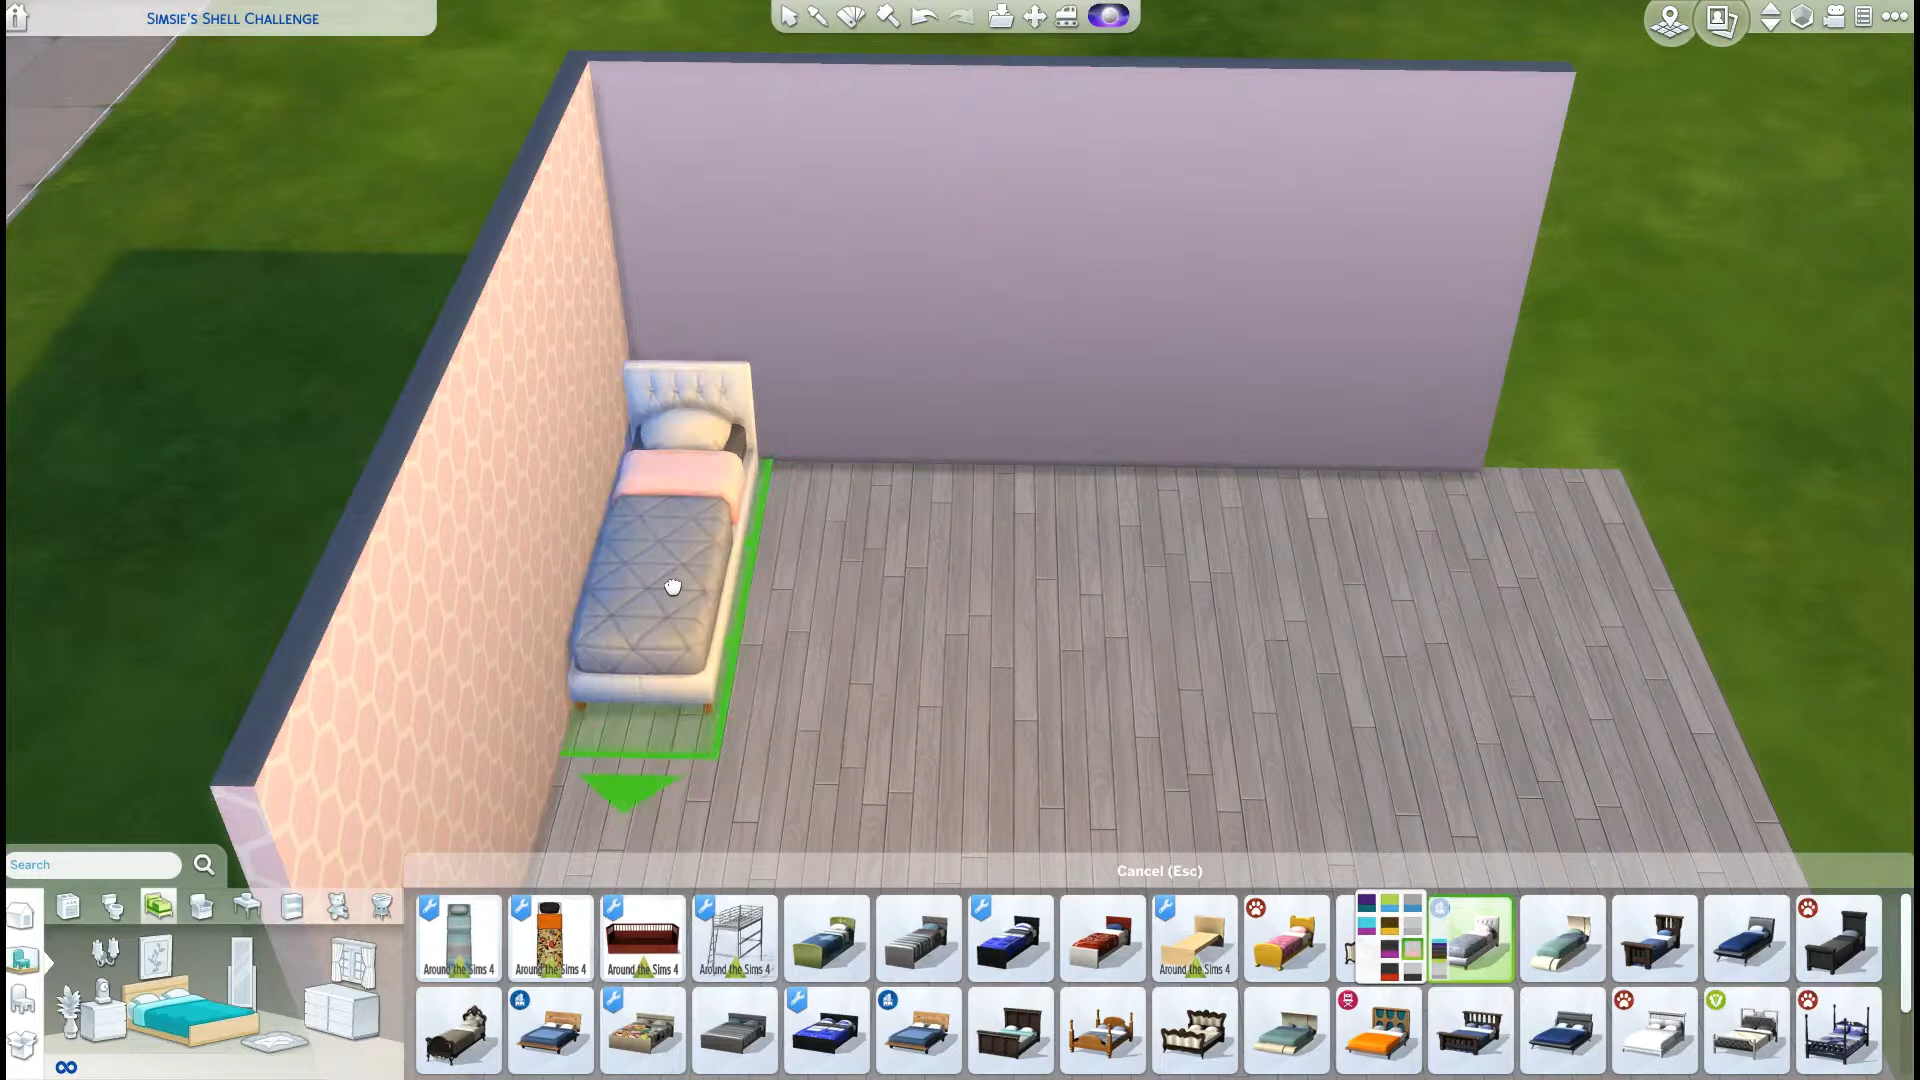 SIMSIE'S SHELL CHALLENGE
Search
Cancel (Esc)
Around the Sims 4
Around the Sims 4
Around the Sims 4
Around the Sims 4
Around the Sims 4